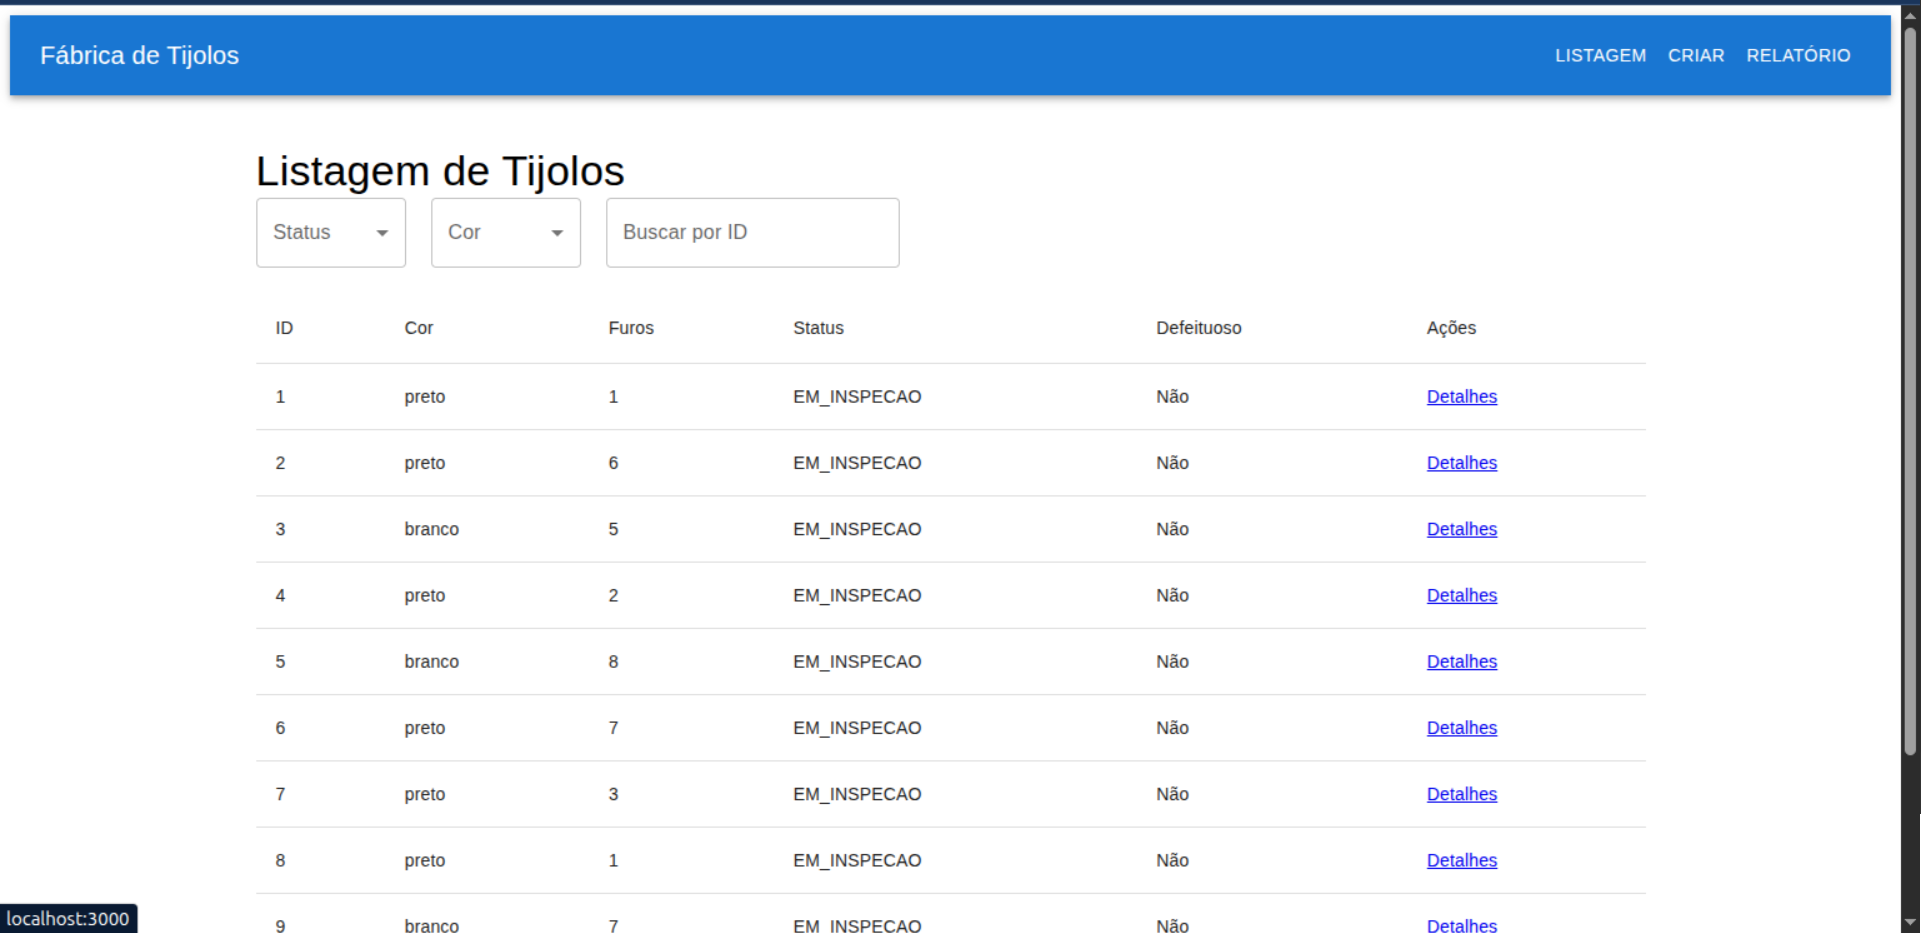 Fábrica de Tijolos LISTAGEM CRIAR RELATÓRIO
Listagem de Tijolos
Status Cor Buscar por ID
ID Cor Furos Status Defeituoso Ações
1 preto 1 EM_INSPECAO Não Detalhes
2 preto 6 EM_INSPECAO Não Detalhes
3 branco 5 EM_INSPECAO Não Detalhes
4 preto 2 EM_INSPECAO Não Detalhes
5 branco 8 EM_INSPECAO Não Detalhes
6 preto 7 EM_INSPECAO Não Detalhes
7 preto 3 EM_INSPECAO Não Detalhes
8 preto 1 EM_INSPECAO Não Detalhes
9 branco 7 EM_INSPECAO Não Detalhes
localhost:3000